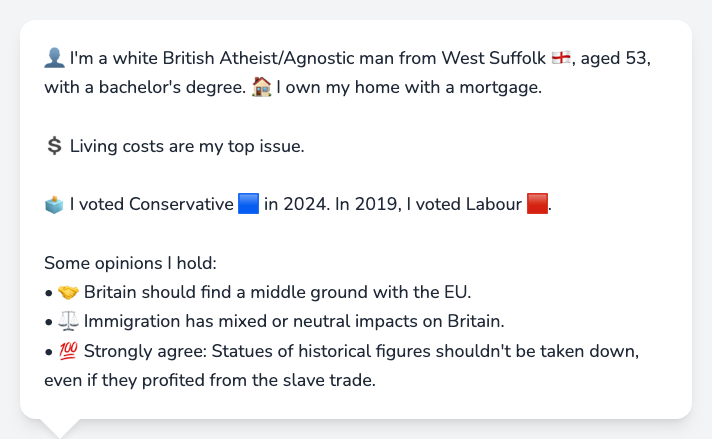 👤 I'm a white British Atheist/Agnostic man from West Suffolk 🏴󠁧󠁢󠁥󠁮󠁧󠁿, aged 53,
with a bachelor's degree. 🏠 I own my home with a mortgage.
💲 Living costs are my top issue.
🗳️ I voted Conservative 🟦 in 2024. In 2019, I voted Labour 🟥.
Some opinions I hold:
• 🤝 Britain should find a middle ground with the EU.
• ⚖️ Immigration has mixed or neutral impacts on Britain.
• 💯 Strongly agree: Statues of historical figures shouldn't be taken down,
even if they profited from the slave trade.